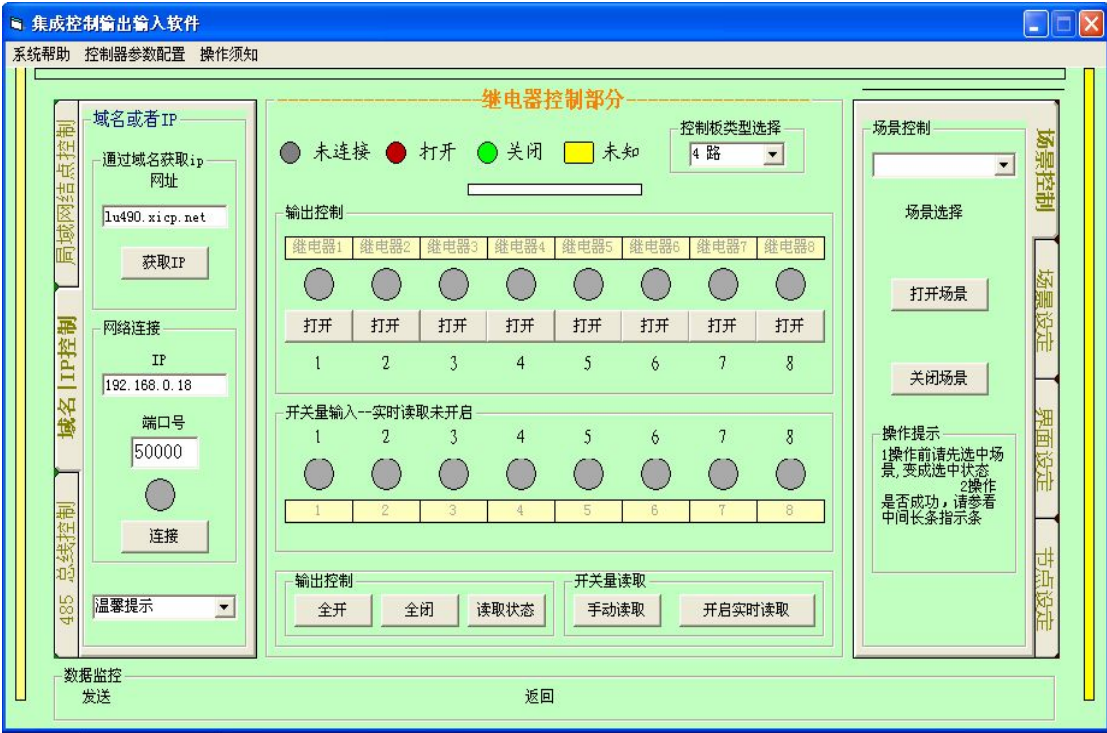 集成控制输出输入软件
系统帮助 控制器参数配置 操作须知
局域网结点控制
域名|IP控制
485 总线控制
域名或者IP
通过域名获取ip
网址
lu490.xicp.net
获取IP
网络连接
IP
192.168.0.18
端口号
50000
连接
温馨提示
继电器控制部分
未连接 打开 关闭 未知
控制板类型选择
4 路
输出控制
继电器1 继电器2 继电器3 继电器4 继电器5 继电器6 继电器7 继电器8
打开 打开 打开 打开 打开 打开 打开 打开
1 2 3 4 5 6 7 8
开关量输入--实时读取未开启
1 2 3 4 5 6 7 8
1 2 3 4 5 6 7 8
输出控制
全开 全闭 读取状态
开关量读取
手动读取 开启实时读取
场景控制
场景选择
打开场景
关闭场景
操作提示
1操作前请先选中场
景,变成选中状态
2操作
是否成功，请参看
中间长条指示条
场景控制
场景设定
界面设定
节点设定
数据监控
发送 返回